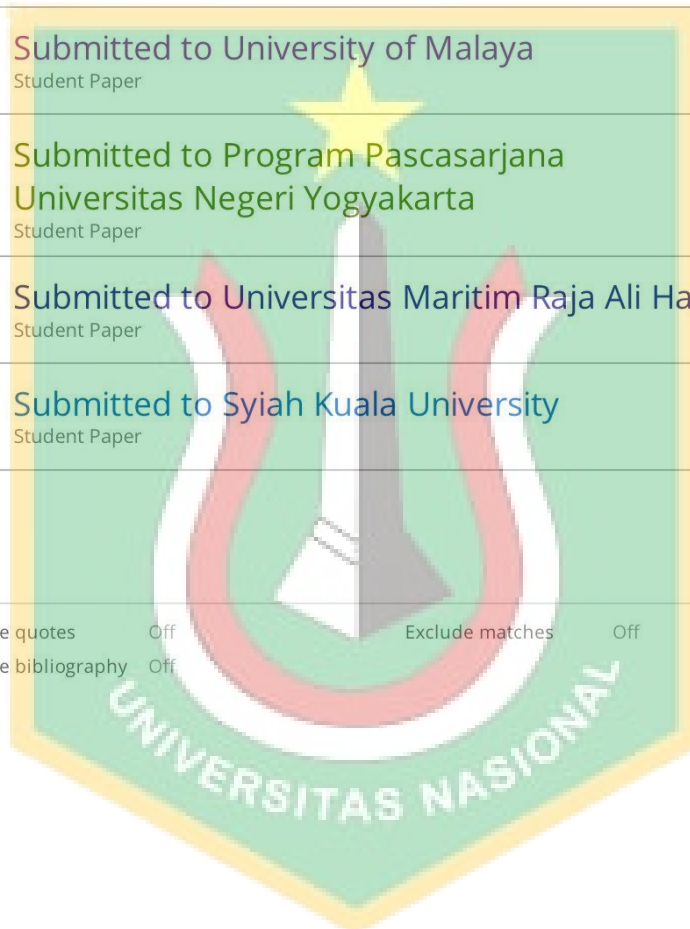 Submitted to University of Malaya
Student Paper
Submitted to Program Pascasarjana
Universitas Negeri Yogyakarta
Student Paper
Submitted to Universitas Maritim Raja Ali Ha
Student Paper
Submitted to Syiah Kuala University
Student Paper
e quotes Off Exclude matches Off
e bibliography Off
UNIVERSITAS NASIONAL